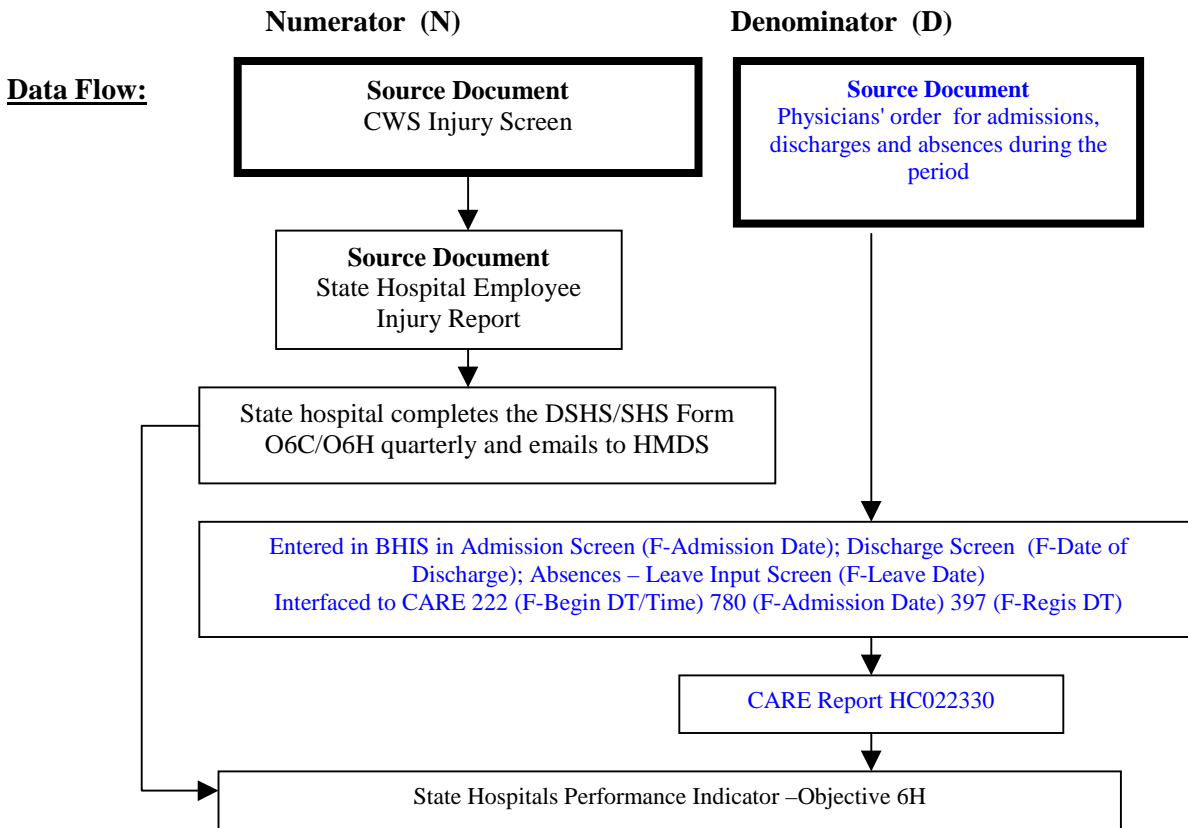 Numerator (N)
Denominator (D)
Data Flow:
Source Document
CWS Injury Screen
Source Document
Physicians' order for admissions,
discharges and absences during the
period
Source Document
State Hospital Employee
Injury Report
State hospital completes the DSHS/SHS Form
O6C/O6H quarterly and emails to HMDS
Entered in BHIS in Admission Screen (F-Admission Date); Discharge Screen (F-Date of
Discharge); Absences – Leave Input Screen (F-Leave Date)
Interfaced to CARE 222 (F-Begin DT/Time) 780 (F-Admission Date) 397 (F-Regis DT)
CARE Report HC022330
State Hospitals Performance Indicator –Objective 6H